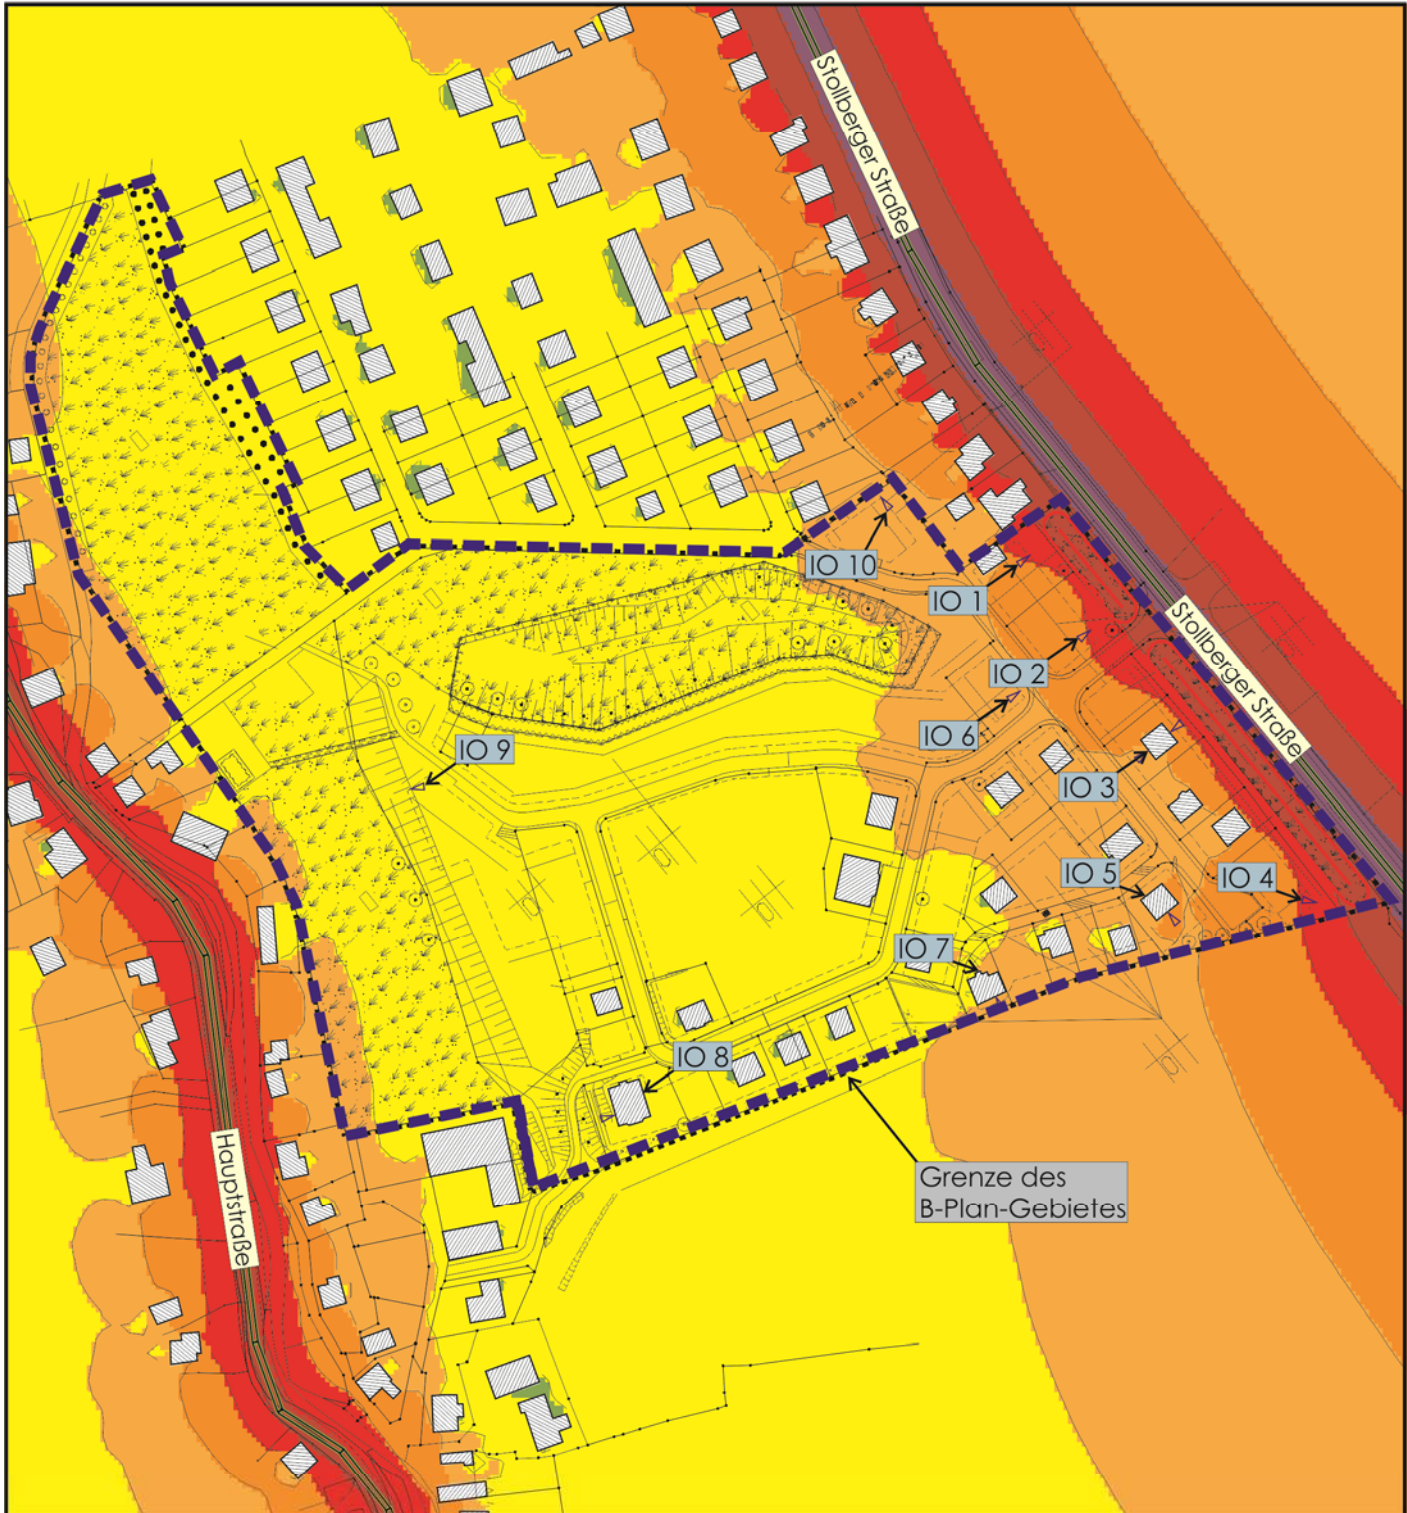 Stollberger Straße
IO 10
IO 1
Stollberger Straße
IO 2
IO 6
IO 9
IO 3
IO 5
IO 4
IO 7
IO 8
Hauptstraße
Grenze des
B-Plan-Gebietes